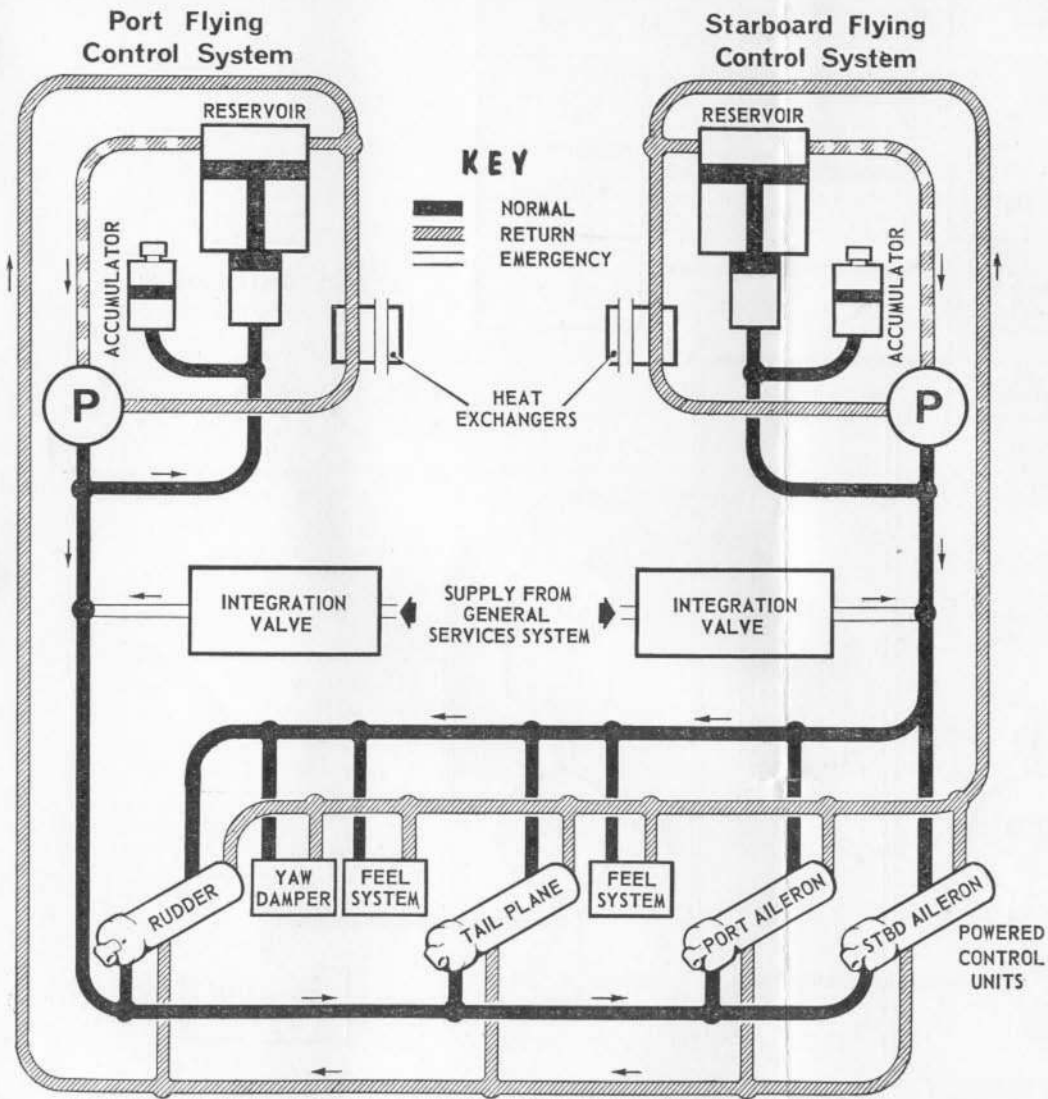 Port Flying
Control System
Starboard Flying
Control System
RESERVOIR
RESERVOIR
KEY
NORMAL
RETURN
EMERGENCY
ACCUMULATOR
ACCUMULATOR
P
P
HEAT
EXCHANGERS
INTEGRATION
VALVE
SUPPLY FROM
GENERAL
SERVICES SYSTEM
INTEGRATION
VALVE
RUDDER
YAW
DAMPER
FEEL
SYSTEM
TAIL PLANE
FEEL
SYSTEM
PORT AILERON
STBD AILERON
POWERED
CONTROL
UNITS